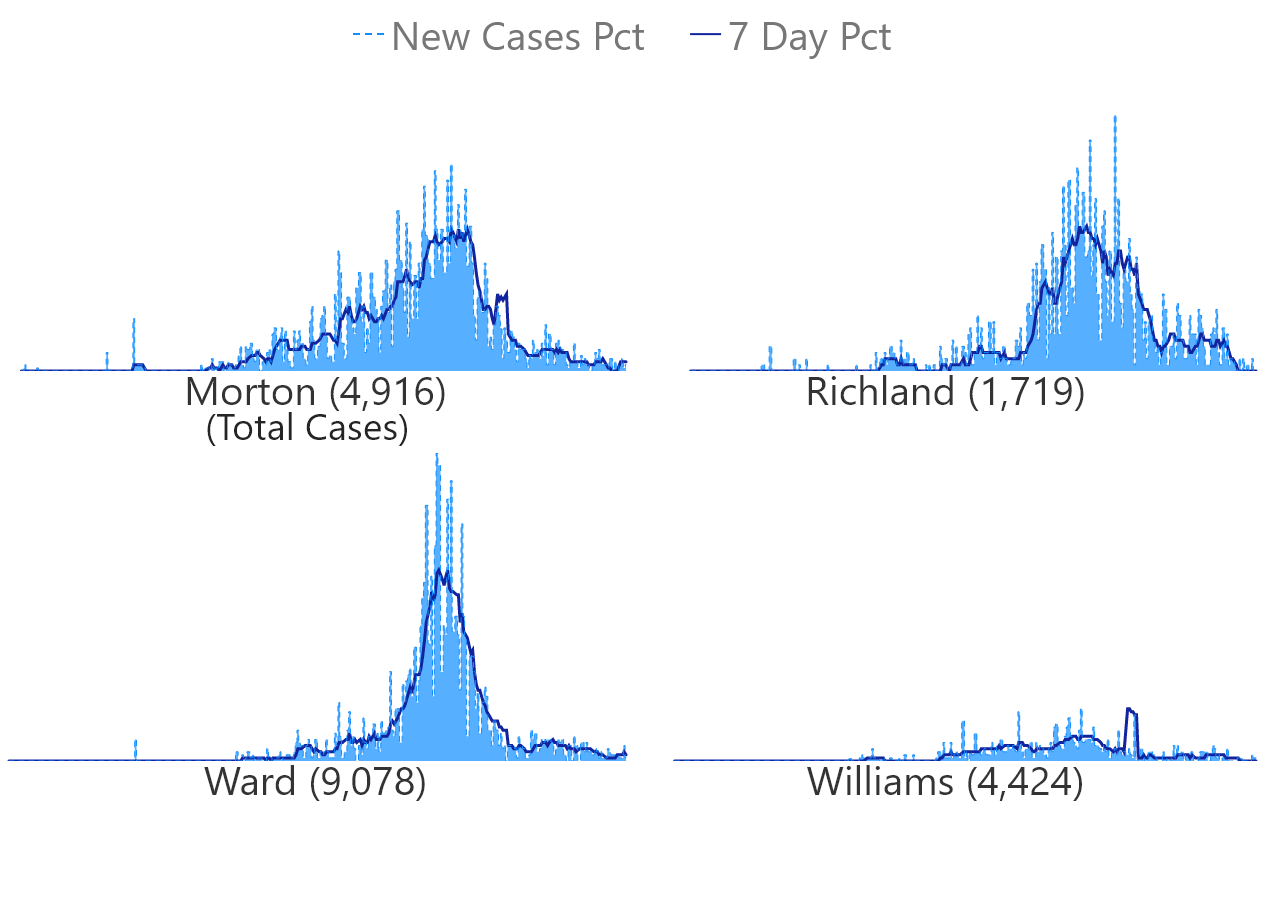 New Cases Pct 7 Day Pct
Morton (4,916) Richland (1,719)
(Total Cases)
Ward (9,078) Williams (4,424)